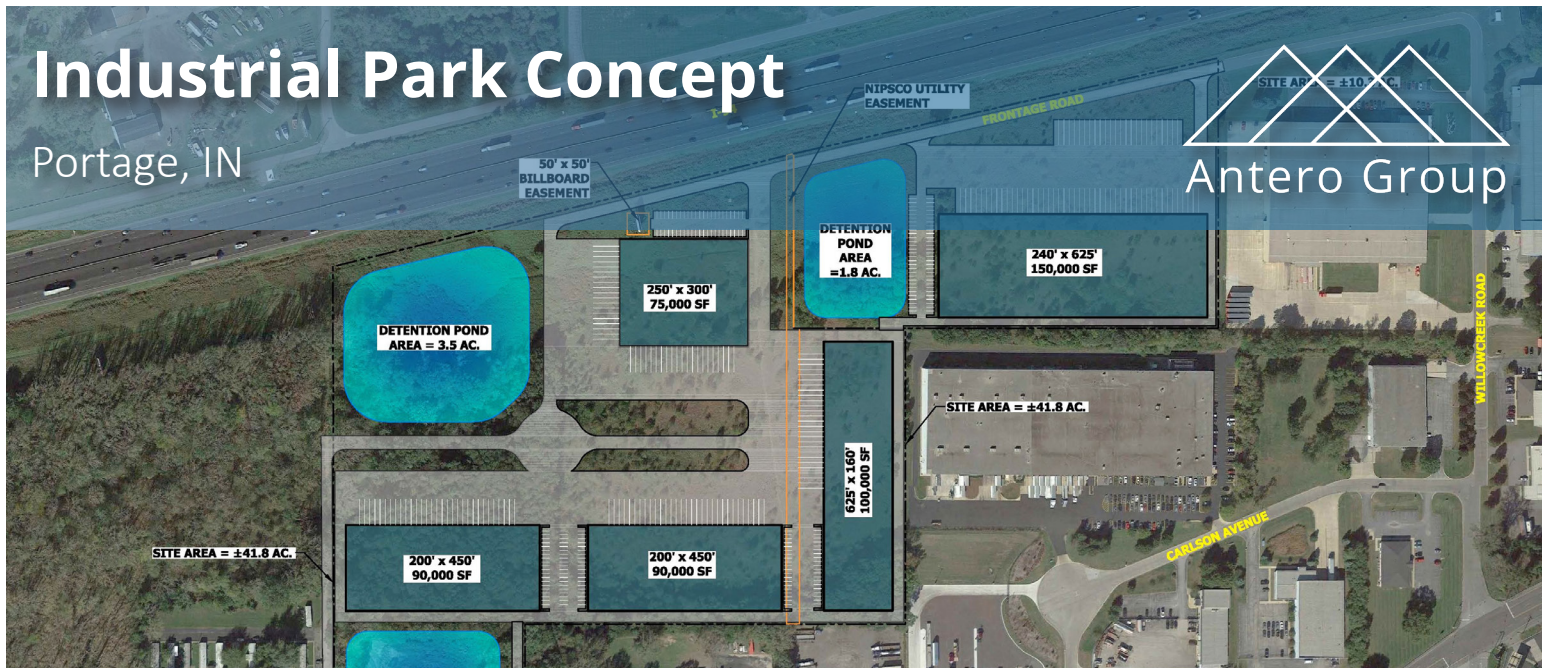 Industrial Park Concept
Portage, IN
Antero Group
NIPSCO UTILITY
EASEMENT
FRONTAGE ROAD
50' x 50'
BILLBOARD
EASEMENT
DETENTION
POND
AREA
=1.8 AC.
240' x 625'
150,000 SF
250' x 300'
75,000 SF
DETENTION POND
AREA = 3.5 AC.
WILLOWCREEK ROAD
SITE AREA = ±41.8 AC.
625' x 160'
100,000 SF
CARLSON AVENUE
SITE AREA = ±41.8 AC.
200' x 450'
90,000 SF
200' x 450'
90,000 SF